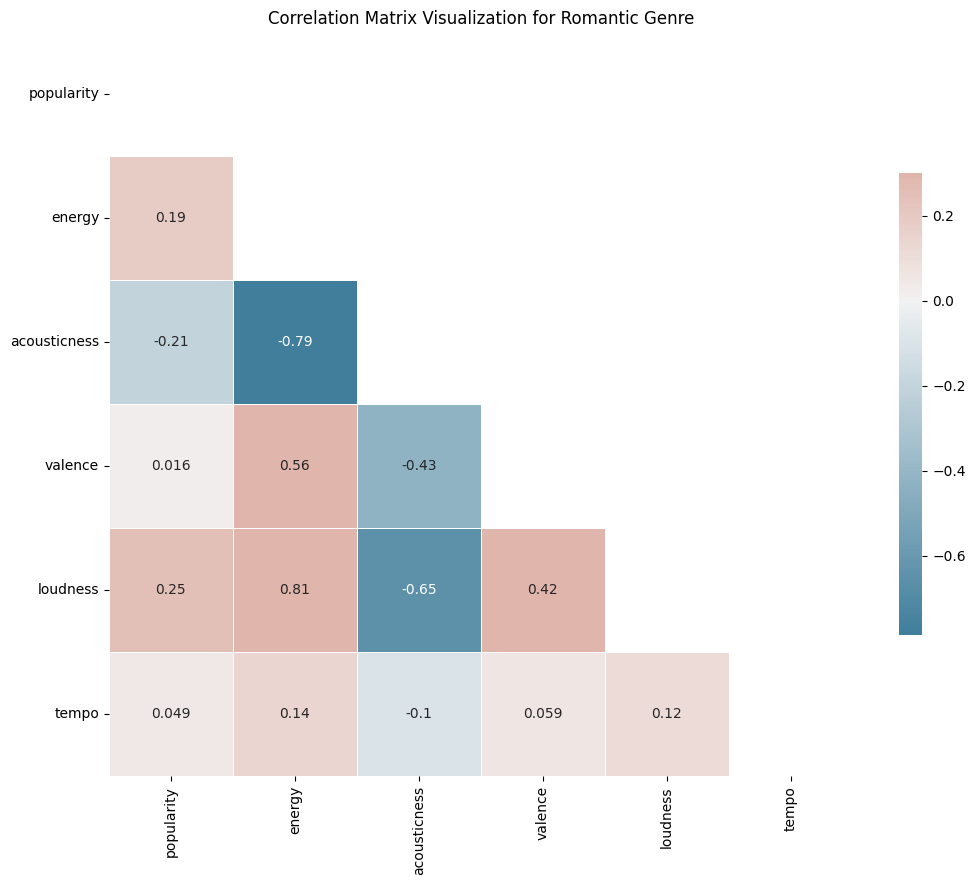 Correlation Matrix Visualization for Romantic Genre
popularity
energy
0.19
acousticness
-0.21 -0.79
valence
0.016 0.56 -0.43
loudness
0.25 0.81 -0.65 0.42
tempo
0.049 0.14 -0.1 0.059 0.12
popularity energy acousticness valence loudness tempo
0.2
0.0
−0.2
−0.4
−0.6